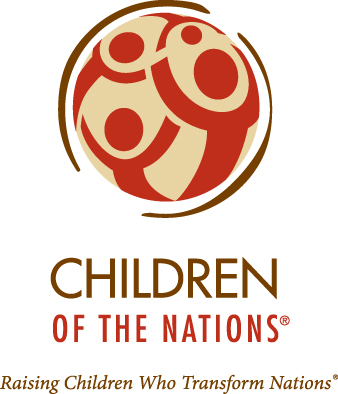 CHILDREN
OF THE NATIONS®
Raising Children Who Transform Nations®